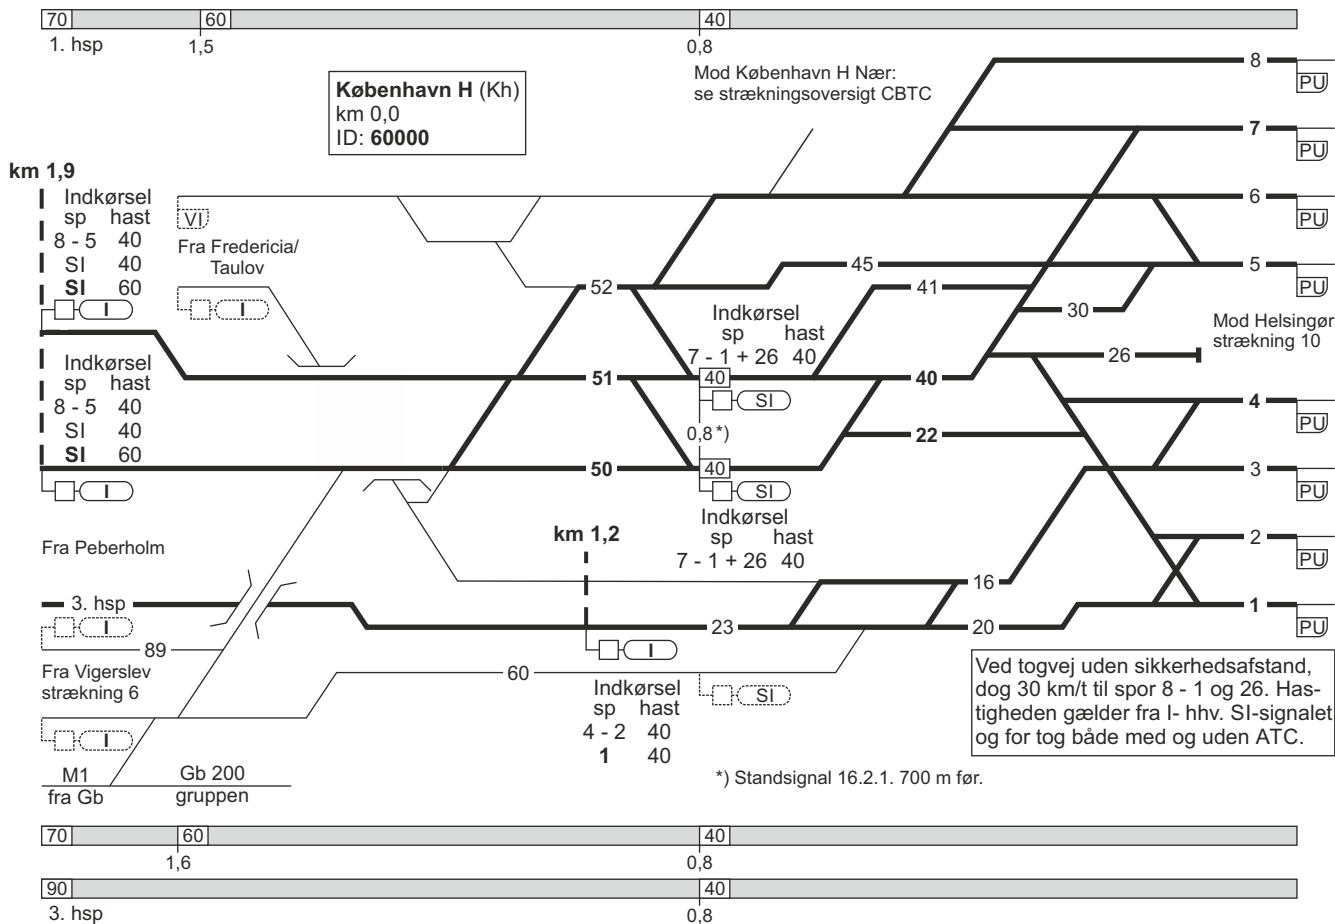 70 60 40
1. hsp 1,5 0,8
København H (Kh)
km 0,0
ID: 60000
Mod København H Nær:
se strækningsoversigt CBTC
8
PU
7
PU
km 1,9
Indkørsel
sp hast
8 - 5 40
SI 40
SI 60
I
VI
Fra Fredericia/
Taulov
I
6
PU
45
5
PU
52
41
30
Indkørsel
sp hast
7 - 1 + 26 40
Mod Helsingør
strækning 10
26
Indkørsel
sp hast
8 - 5 40
SI 40
SI 60
I
51
40
SI
40
4
PU
0,8 *)
22
50
40
SI
3
PU
Indkørsel
sp hast
7 - 1 + 26 40
km 1,2
Fra Peberholm
2
PU
16
3. hsp
I
23
20
1
PU
I
89
Fra Vigerslev
strækning 6
I
60
SI
Indkørsel
sp hast
4 - 2 40
1 40
Ved togvej uden sikkerhedsafstand,
dog 30 km/t til spor 8 - 1 og 26. Has-
tigheden gælder fra I- hhv. SI-signalet
og for tog både med og uden ATC.
M1
fra Gb
Gb 200
gruppen
*) Standsignal 16.2.1. 700 m før.
70 60 40
1,6 0,8
90 40
3. hsp 0,8